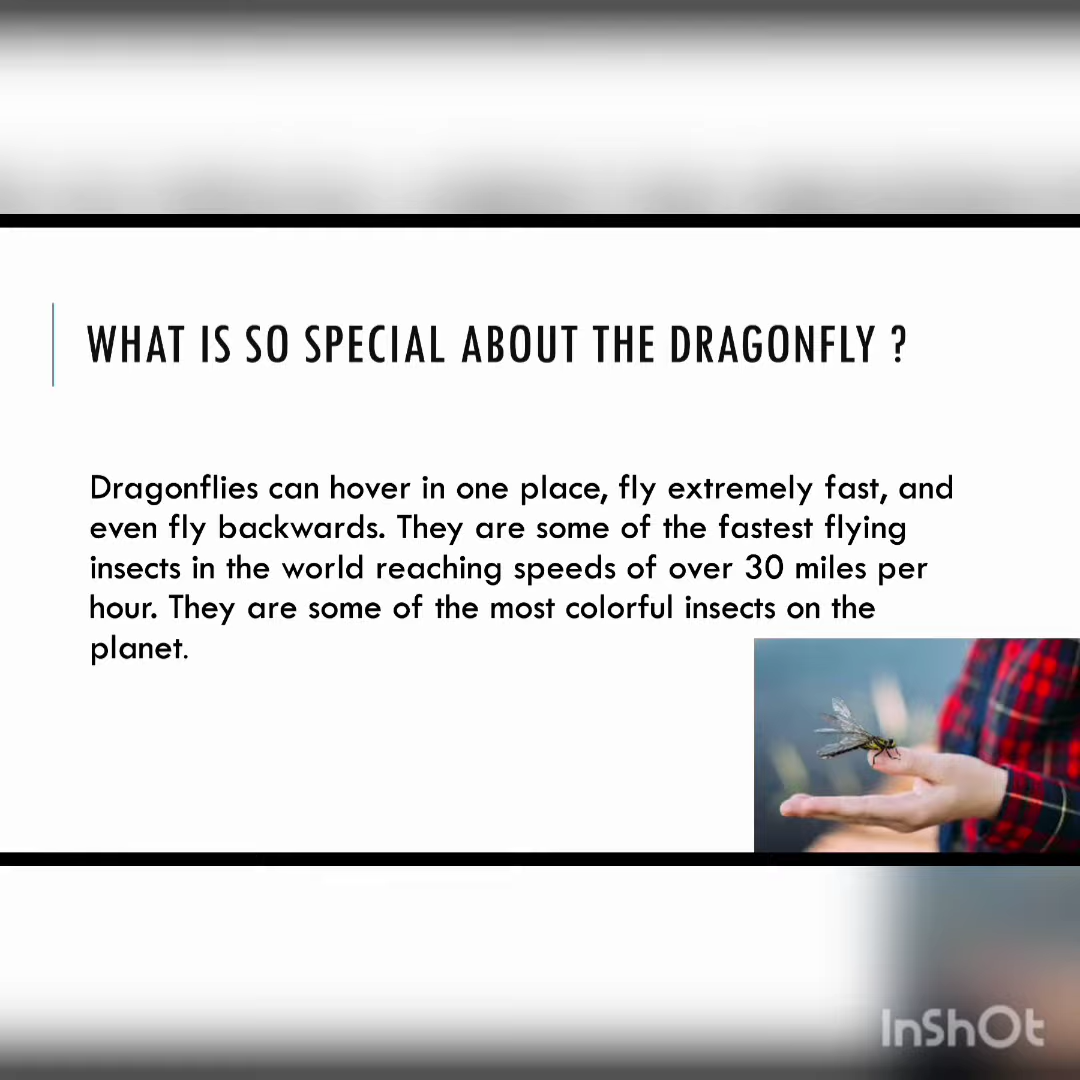 WHAT IS SO SPECIAL ABOUT THE DRAGONFLY ?
Dragonflies can hover in one place, fly extremely fast, and
even fly backwards. They are some of the fastest flying
insects in the world reaching speeds of over 30 miles per
hour. They are some of the most colorful insects on the
planet.
InShOt